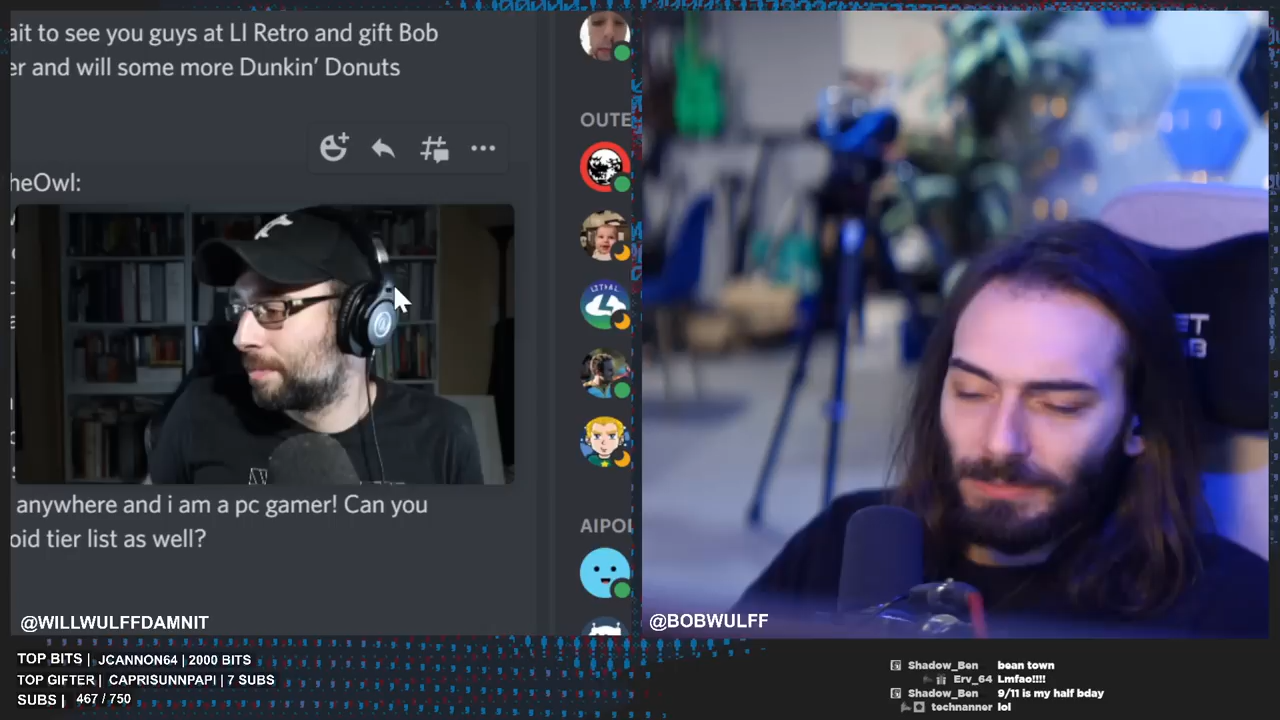 ait to see you guys at LI Retro and gift Bob
er and will some more Dunkin' Donuts
OUTE
heOwl:
anywhere and i am a pc gamer! Can you
oid tier list as well?
AIPOL
@WILLWULFFDAMNIT
@BOBWULFF
TOP BITS | JCANNON64 | 2000 BITS
TOP GIFTER | CAPRISUNNPAPI | 7 SUBS
SUBS | 467 / 750
Shadow_Ben bean town
Erv_64 Lmfao!!!!
Shadow_Ben 9/11 is my half bday
technanner lol